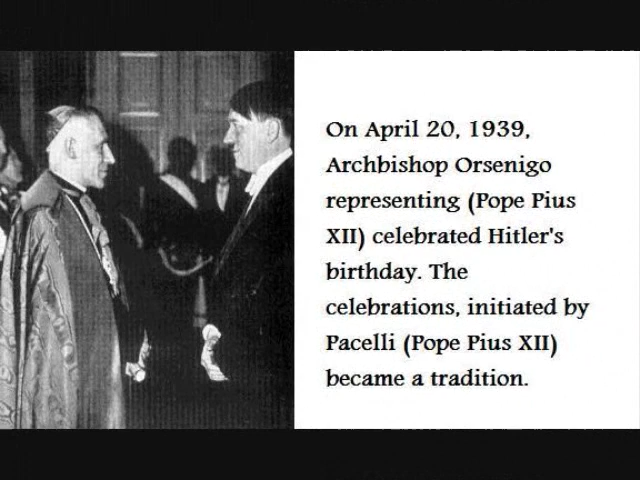 On April 20, 1939,
Archbishop Orsenigo
representing (Pope Pius
XII) celebrated Hitler's
birthday. The
celebrations, initiated by
Pacelli (Pope Pius XII)
became a tradition.